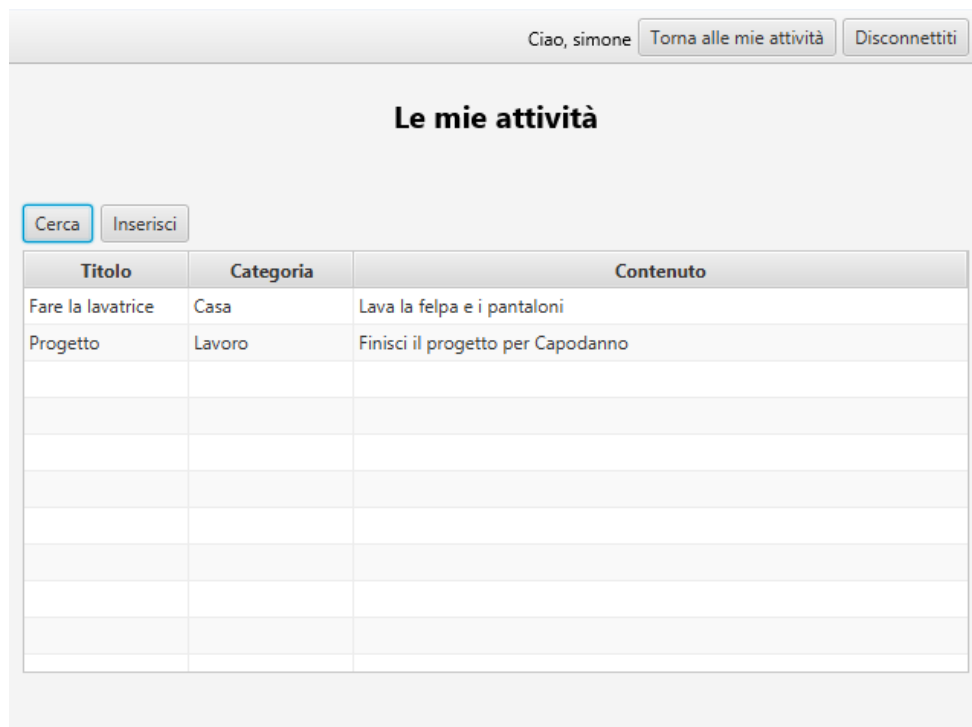 Ciao, simone Torna alle mie attività Disconnettiti
Le mie attività
Cerca Inserisci
Titolo Categoria Contenuto
Fare la lavatrice Casa Lava la felpa e i pantaloni
Progetto Lavoro Finisci il progetto per Capodanno